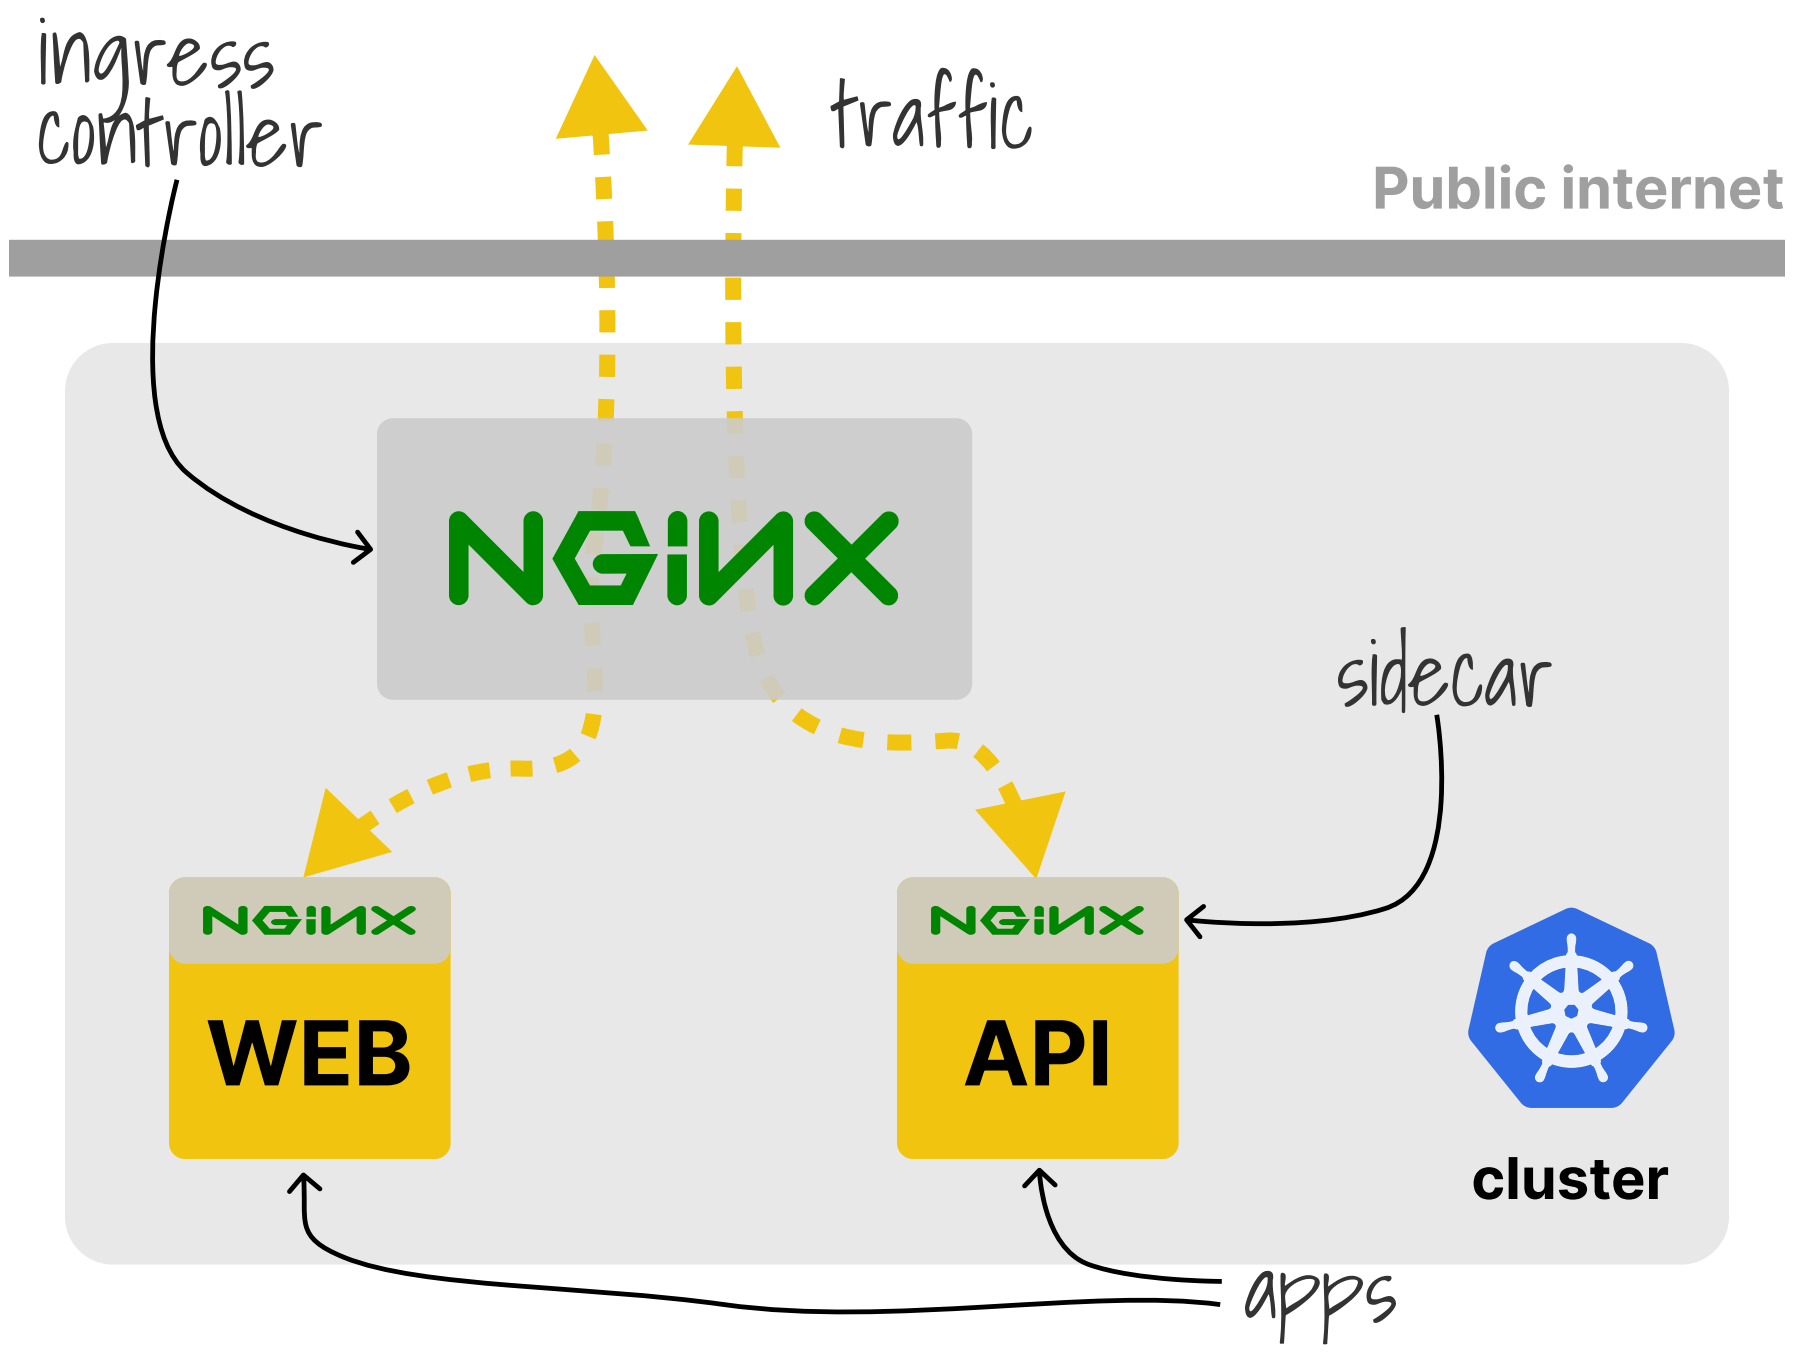 ingress
controller
traffic
Public internet
NGINX
sidecar
NGINX
WEB
NGINX
API
cluster
apps